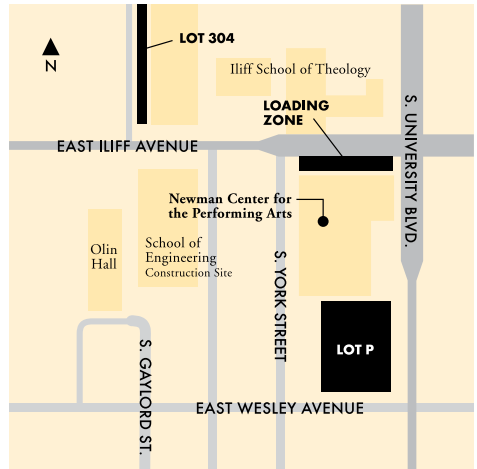 LOT 304
N
Iliff School of Theology
LOADING
ZONE
S. UNIVERSITY BLVD.
EAST ILIFF AVENUE
Newman Center for
the Performing Arts
Olin
Hall
School of
Engineering
Construction Site
S. YORK STREET
S. GAYLORD ST.
LOT P
EAST WESLEY AVENUE